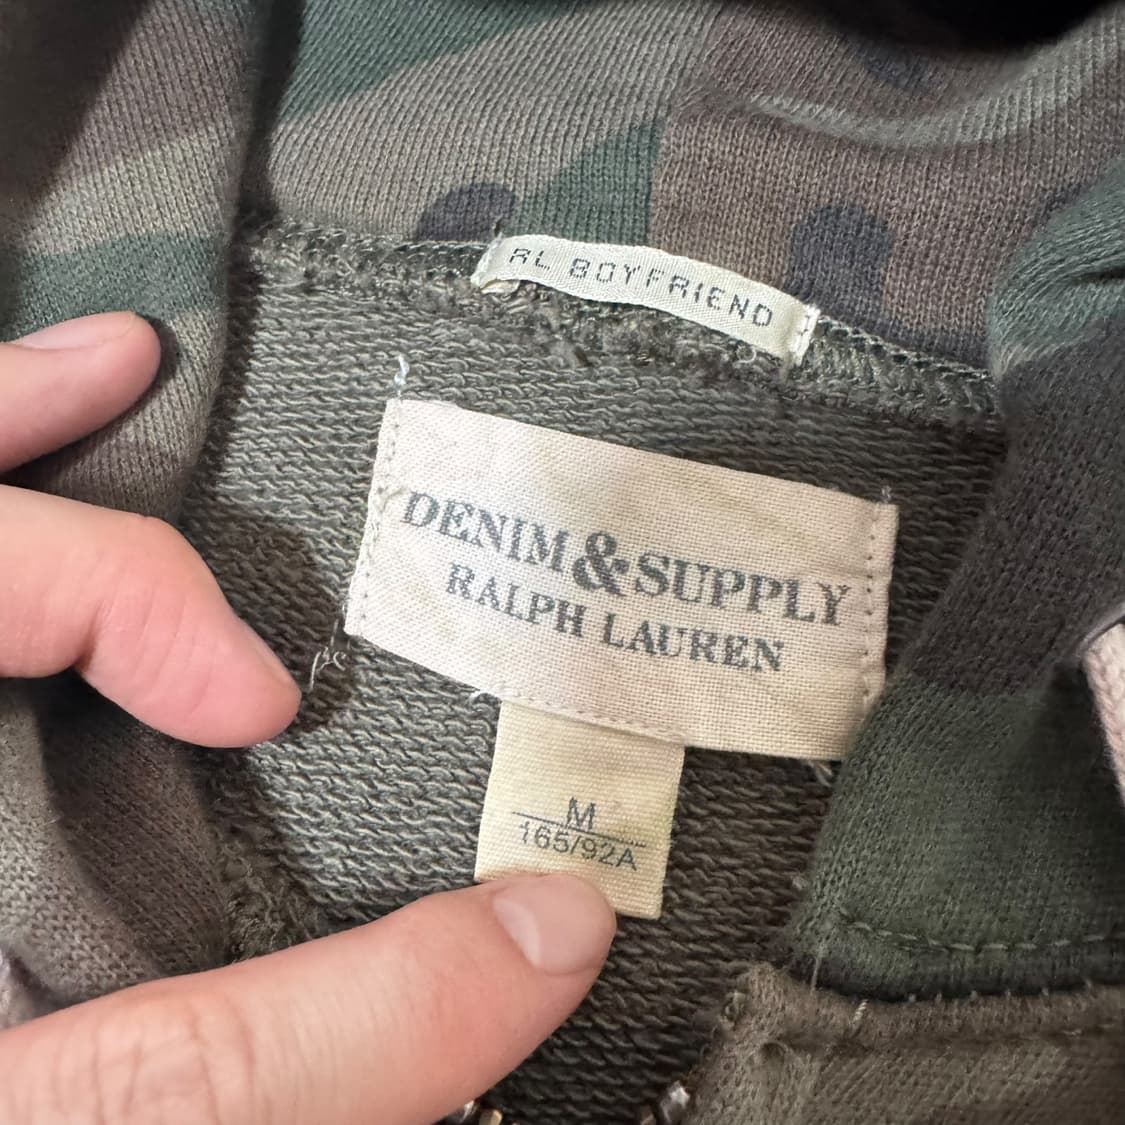 RL BOYFRIEND
DENIM&SUPPLY
RALPH LAUREN
M
165/92A